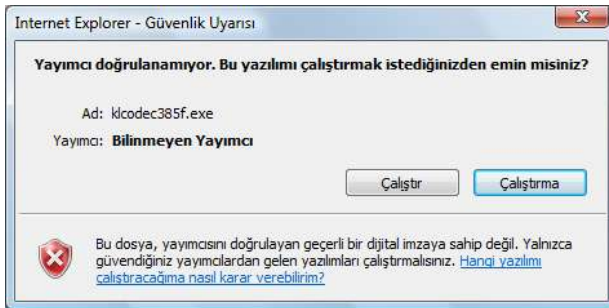 Internet Explorer - Güvenlik Uyarısı
Yayımcı doğrulanamıyor. Bu yazılımı çalıştırmak istediğinizden emin misiniz?
Ad: klcodec385f.exe
Yayımcı: Bilinmeyen Yayımcı
Çalıştır Çalıştırma
Bu dosya, yayımcısını doğrulayan geçerli bir dijital imzaya sahip değil. Yalnızca
güvendiğiniz yayımcılardan gelen yazılımları çalıştırmalısınız. Hangi yazılımı
çalıştıracağıma nasıl karar verebilirim?